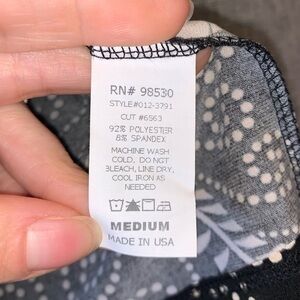 RN# 98530
STYLE#012-3791
CUT #6563
92% POLYESTER
8% SPANDEX
MACHINE WASH
COLD, DO NOT
BLEACH, LINE DRY,
COOL IRON AS
NEEDED
MEDIUM
MADE IN USA